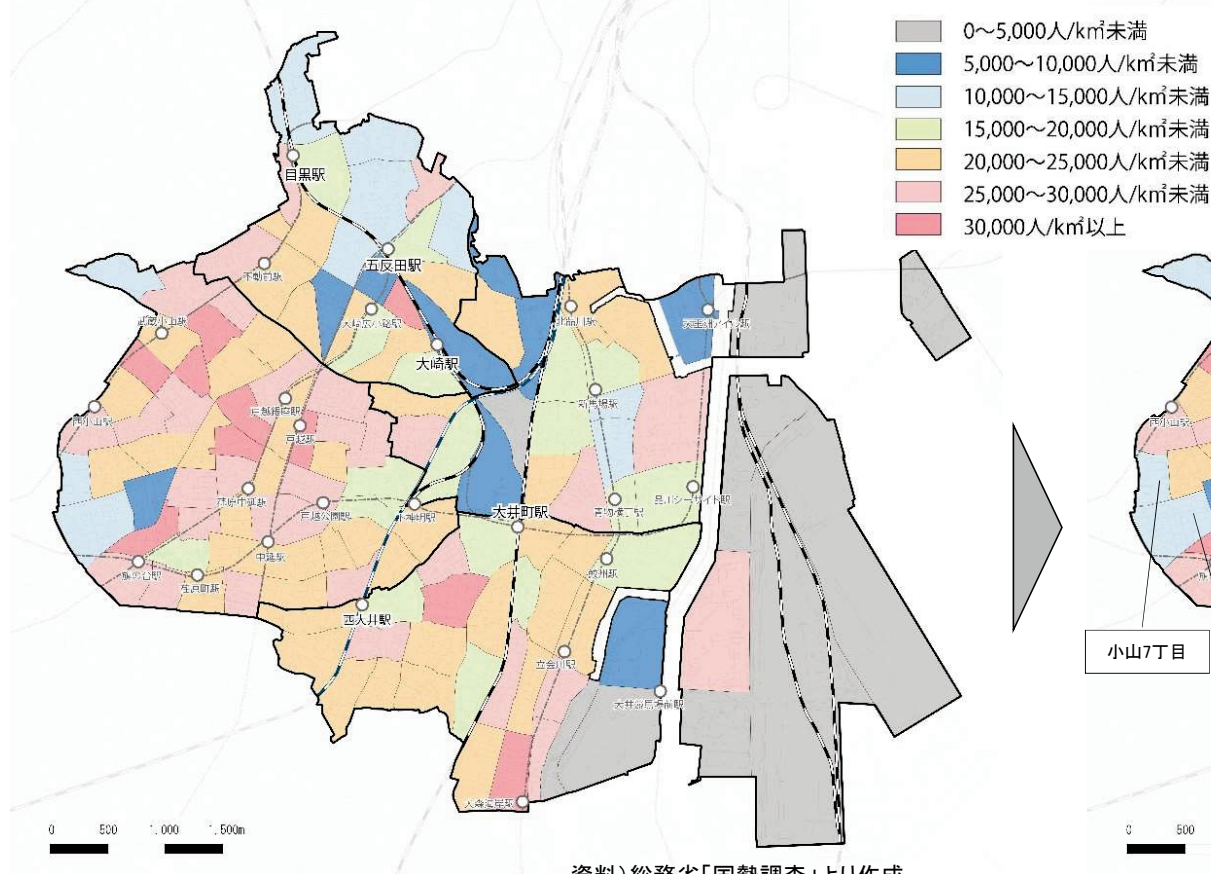 0～5,000人/k㎡未満
5,000～10,000人/k㎡未満
10,000～15,000人/k㎡未満
15,000～20,000人/k㎡未満
20,000～25,000人/k㎡未満
25,000～30,000人/k㎡未満
30,000人/k㎡以上
目黒駅
不動前駅
五反田駅
武蔵小山駅
大崎広小路駅
大崎駅
北品川駅
天王洲アイル駅
新馬場駅
西小山駅
戸越銀座駅
戸越駅
荏原中延駅
戸越公園駅
下神明駅
大井町駅
青物横丁駅
品川シーサイド駅
中延駅
旗の台駅
荏原町駅
鮫洲駅
西大井駅
立会川駅
大井競馬場前駅
大森海岸駅
0 500 1,000 1,500m
資料）総務省「国勢調査」より作成
西小山駅
小山7丁目
0 500